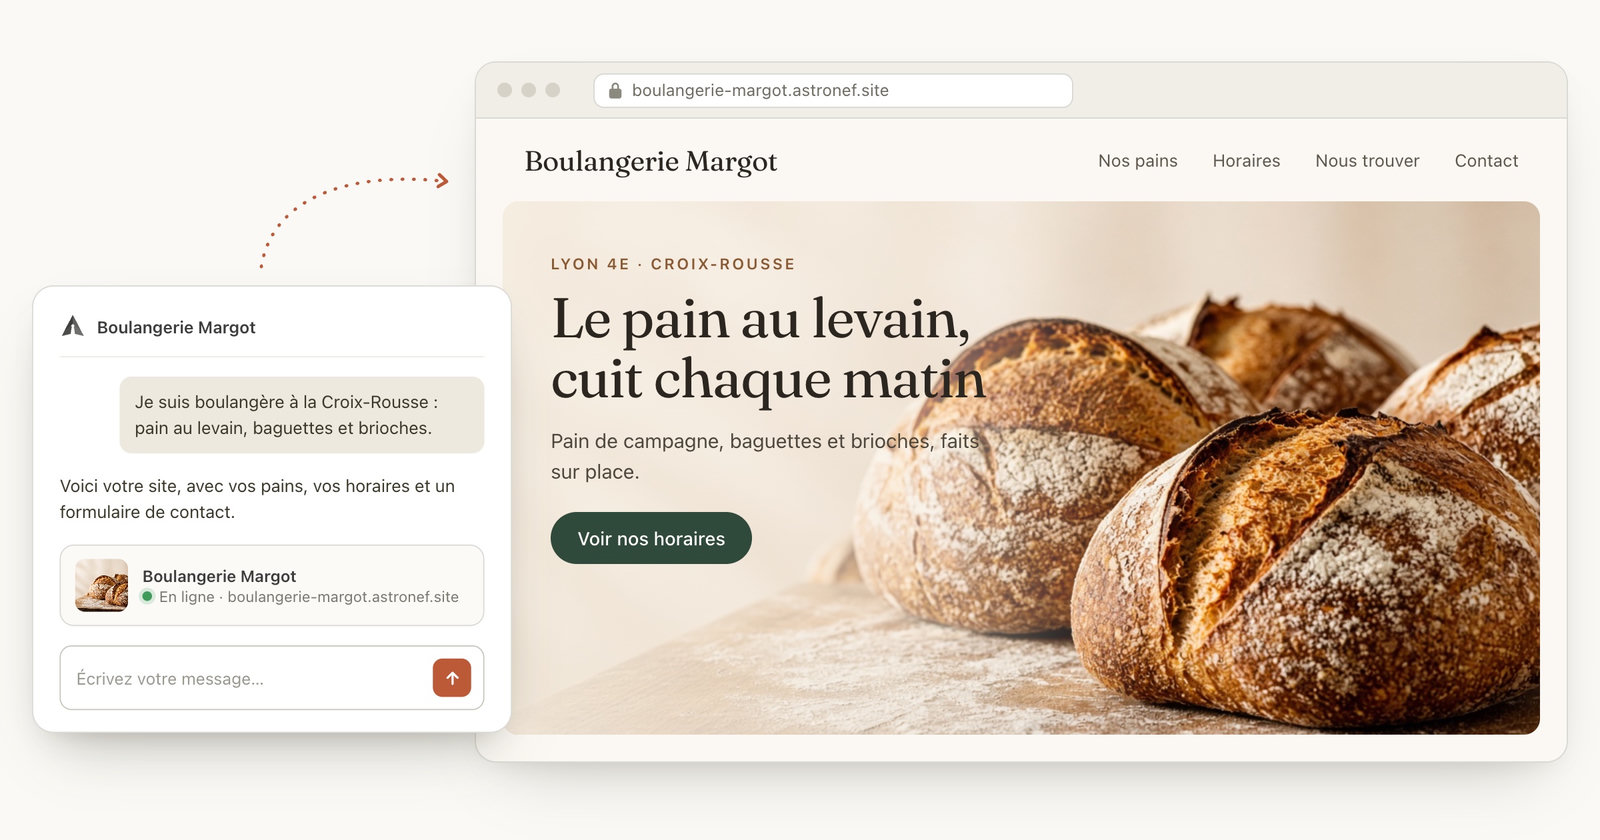 boulangerie-margot.astronef.site
Boulangerie Margot
Nos pains
Horaires
Nous trouver
Contact
LYON 4E · CROIX-ROUSSE
Le pain au levain,
cuit chaque matin
Pain de campagne, baguettes et brioches, faits
sur place.
Voir nos horaires
Boulangerie Margot
Je suis boulangère à la Croix-Rousse :
pain au levain, baguettes et brioches.
Voici votre site, avec vos pains, vos horaires et un
formulaire de contact.
Boulangerie Margot
En ligne · boulangerie-margot.astronef.site
Écrivez votre message...